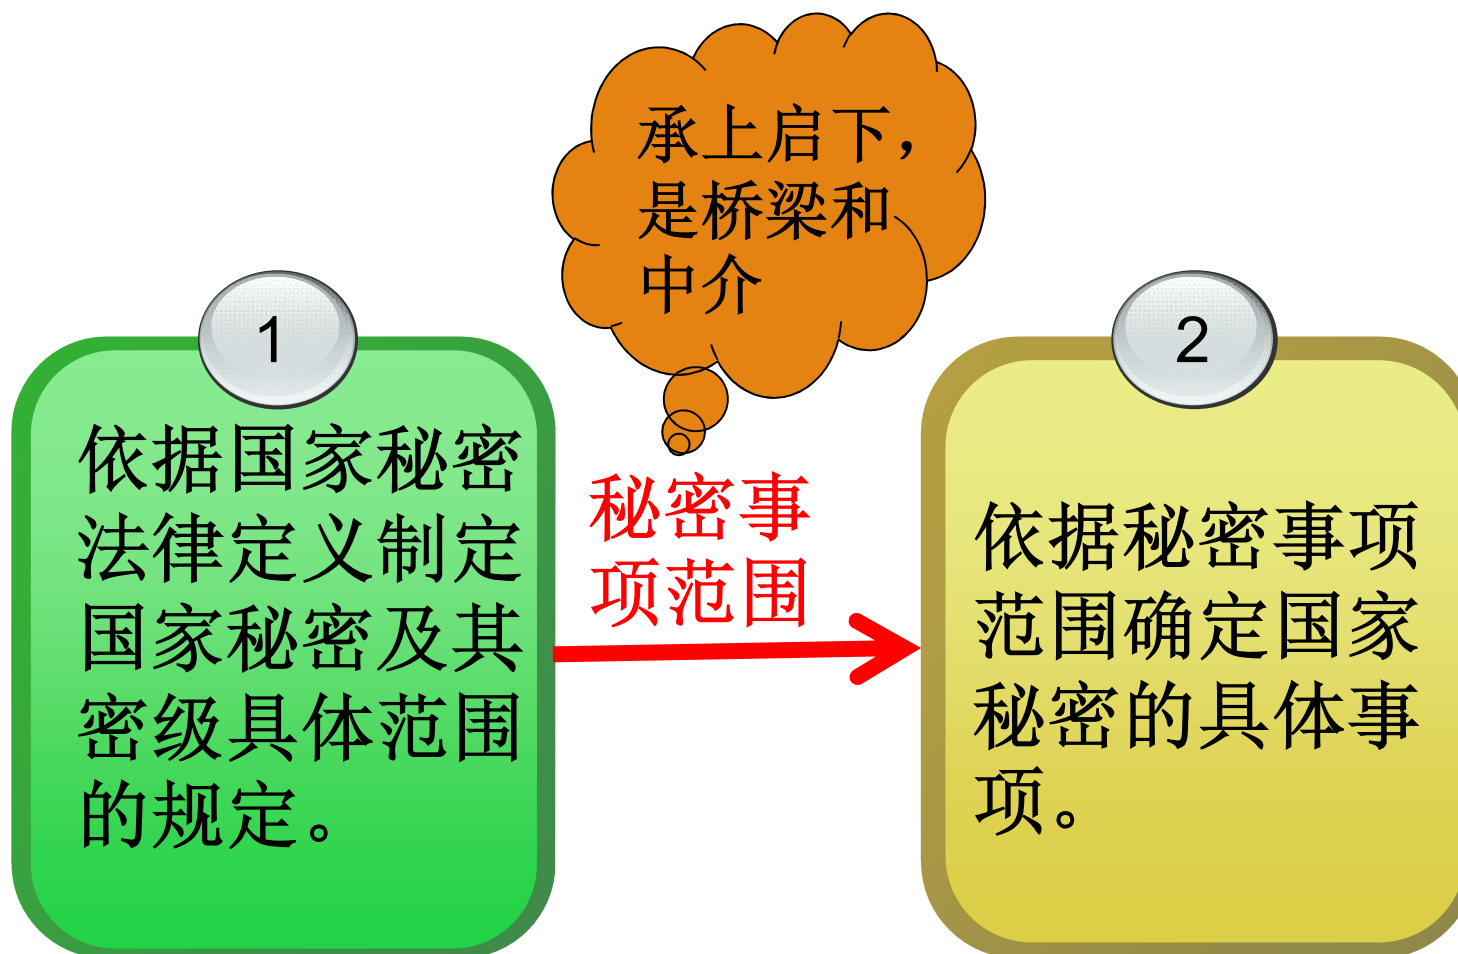 承上启下，
是桥梁和
中介
1
依据国家秘密
法律定义制定
国家秘密及其
密级具体范围
的规定。
秘密事
项范围
2
依据秘密事项
范围确定国家
秘密的具体事
项。